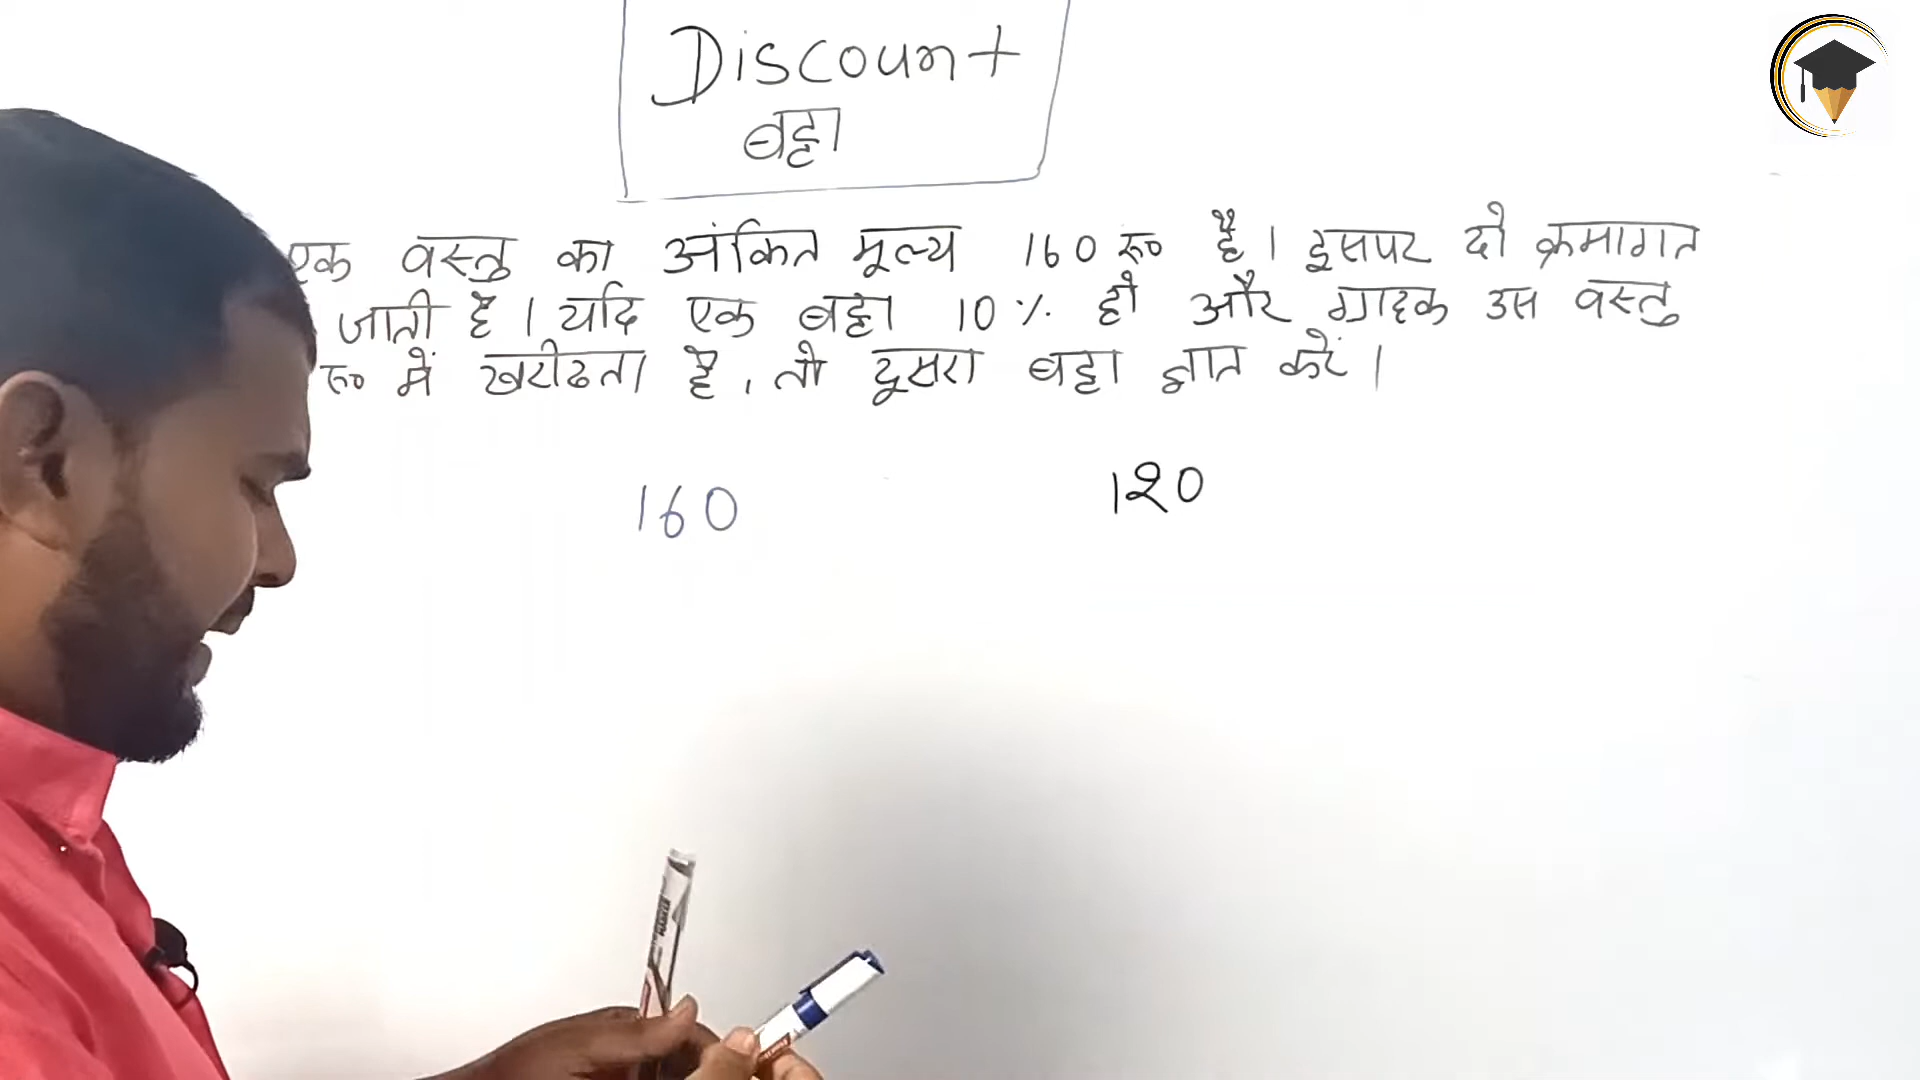 Discount
बट्टा
एक वस्तु का अंकित मूल्य 160 रू० है। इसपर दो क्रमागत
जाती है। यदि एक बट्टा 10% हो और ग्राहक उस वस्तु
रू० में खरीदता है, तो दूसरा बट्टा ज्ञात करें।
160 120